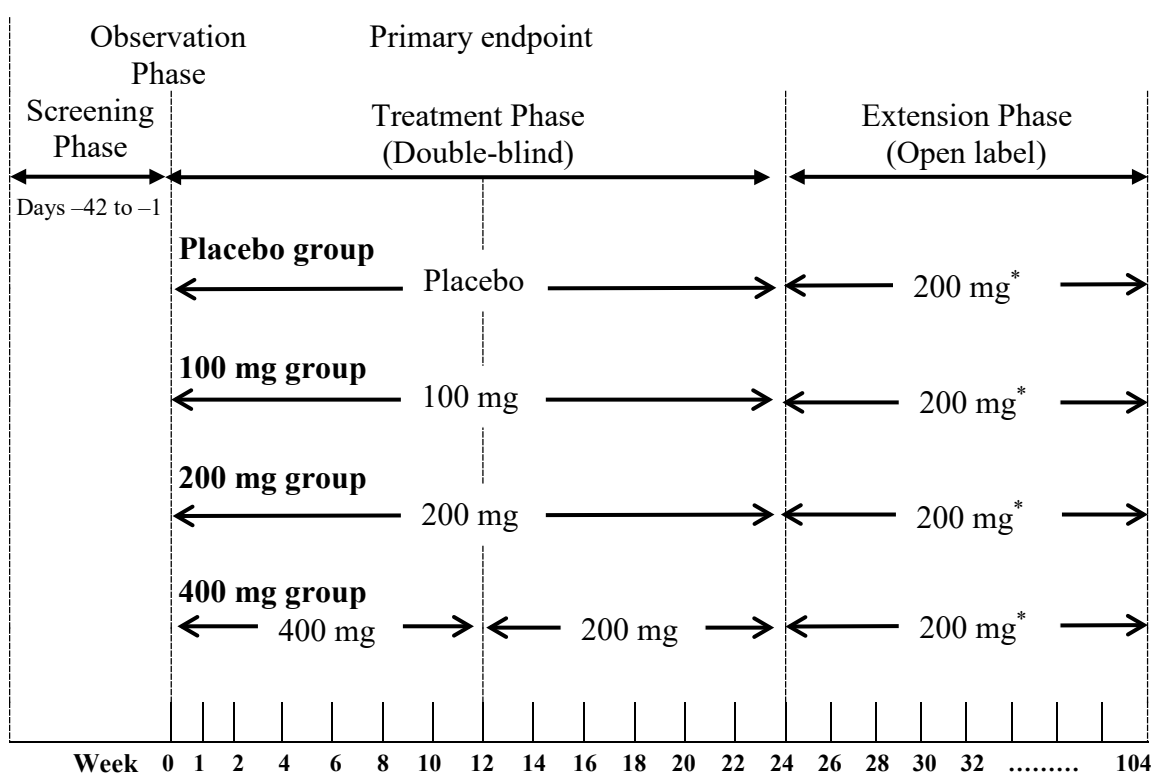 Observation
Phase
Primary endpoint
Screening
Phase
Treatment Phase
(Double-blind)
Extension Phase
(Open label)
Days –42 to –1
Placebo group
Placebo
200 mg*
100 mg group
100 mg
200 mg*
200 mg group
200 mg
200 mg*
400 mg group
400 mg
200 mg
200 mg*
Week 0 1 2 4 6 8 10 12 14 16 18 20 22 24 26 28 30 32 ......... 104